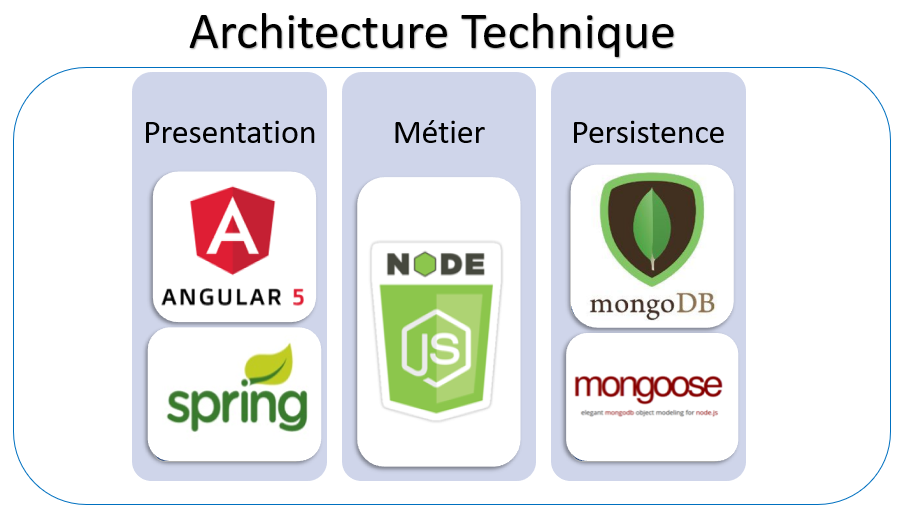 Architecture Technique
Presentation
Métier
Persistence
A
ANGULAR 5
spring
NODE
JS
mongoDB
mongoose
elegant mongodb object modeling for node.js